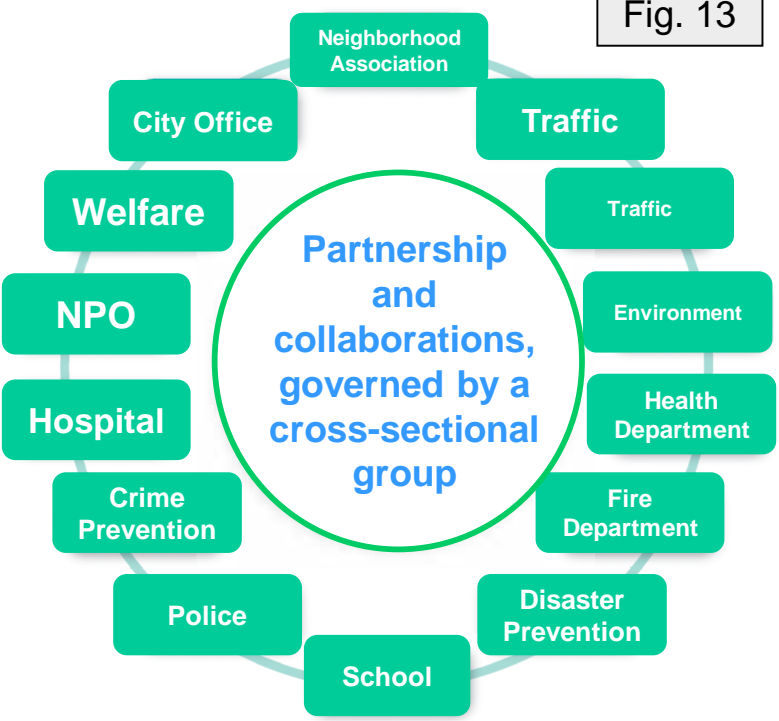 Fig. 13
Neighborhood
Association
City Office
Traffic
Welfare
Traffic
NPO
Environment
Hospital
Health
Department
Crime
Prevention
Fire
Department
Police
Disaster
Prevention
School
Partnership
and
collaborations,
governed by a
cross-sectional
group